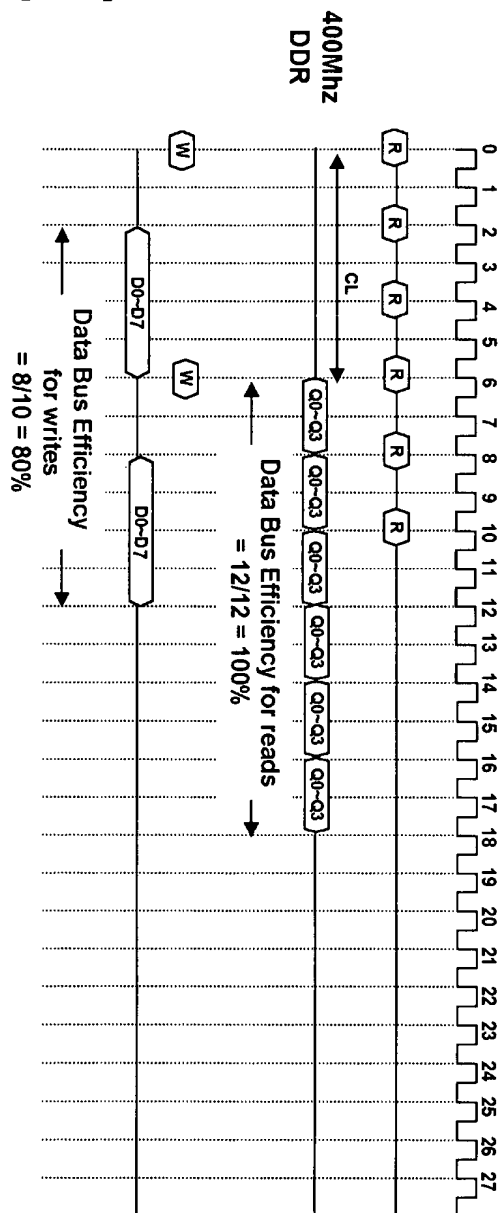 0 1 2 3 4 5 6 7 8 9 10 11 12 13 14 15 16 17 18 19 20 21 22 23 24 25 26 27
R R R R R R
400Mhz
DDR
CL
Q0~Q3 Q0~Q3 Q0~Q3 Q0~Q3 Q0~Q3 Q0~Q3
Data Bus Efficiency for reads
= 12/12 = 100%
W W
D0~D7 D0~D7
Data Bus Efficiency
for writes
= 8/10 = 80%